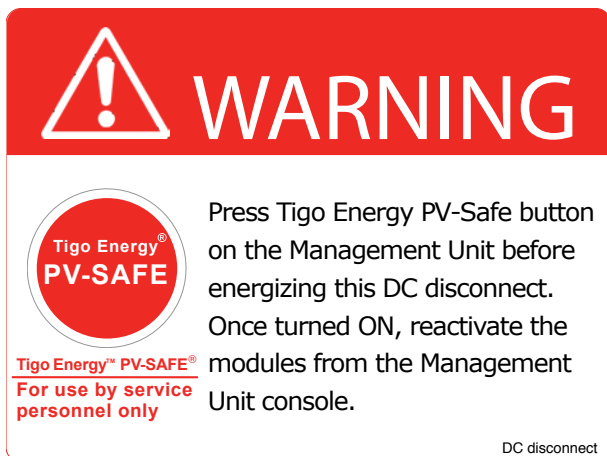 WARNING
Tigo Energy®
PV-SAFE
Tigo Energy™ PV-SAFE®
For use by service
personnel only
Press Tigo Energy PV-Safe button
on the Management Unit before
energizing this DC disconnect.
Once turned ON, reactivate the
modules from the Management
Unit console.
DC disconnect